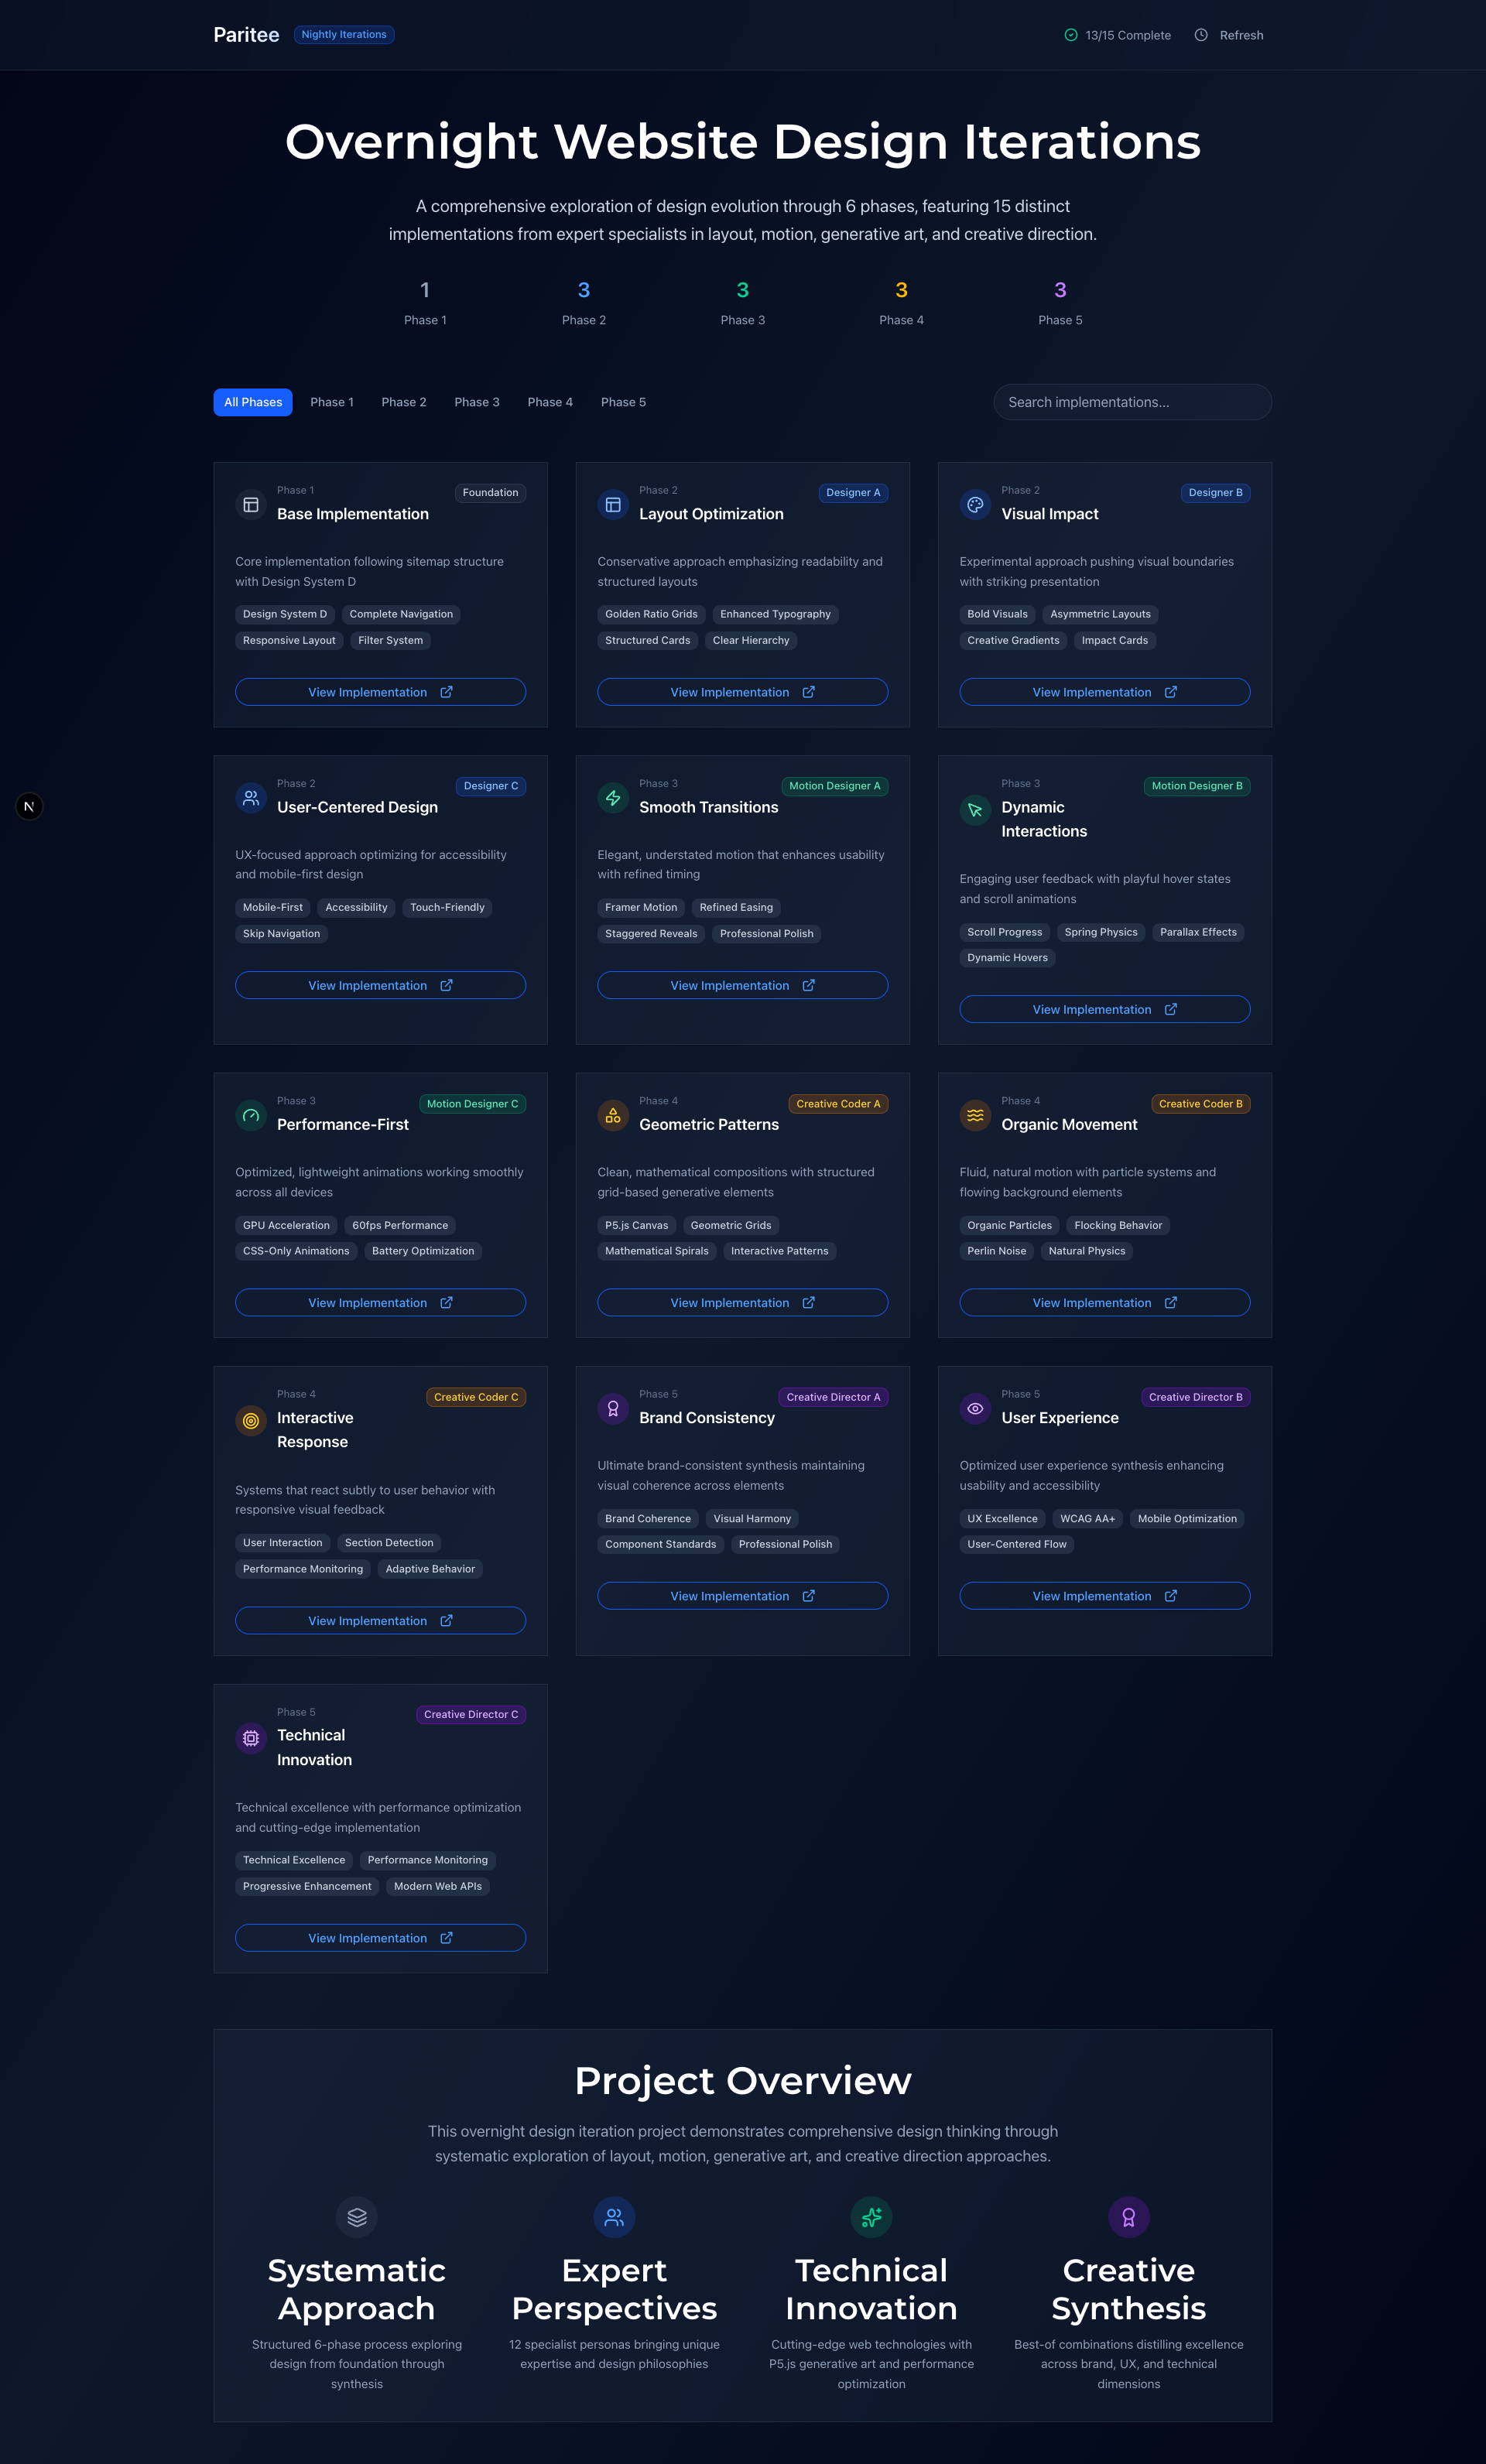 Paritee
Nightly Iterations
13/15 Complete
Refresh
Overnight Website Design Iterations
A comprehensive exploration of design evolution through 6 phases, featuring 15 distinct
implementations from expert specialists in layout, motion, generative art, and creative direction.
1
Phase 1
3
Phase 2
3
Phase 3
3
Phase 4
3
Phase 5
All Phases
Phase 1
Phase 2
Phase 3
Phase 4
Phase 5
Search implementations...
Phase 1
Foundation
Base Implementation
Core implementation following sitemap structure
with Design System D
Design System D
Complete Navigation
Responsive Layout
Filter System
View Implementation
Phase 2
Designer A
Layout Optimization
Conservative approach emphasizing readability and
structured layouts
Golden Ratio Grids
Enhanced Typography
Structured Cards
Clear Hierarchy
View Implementation
Phase 2
Designer B
Visual Impact
Experimental approach pushing visual boundaries
with striking presentation
Bold Visuals
Asymmetric Layouts
Creative Gradients
Impact Cards
View Implementation
Phase 2
Designer C
User-Centered Design
UX-focused approach optimizing for accessibility
and mobile-first design
Mobile-First
Accessibility
Touch-Friendly
Skip Navigation
View Implementation
Phase 3
Motion Designer A
Smooth Transitions
Elegant, understated motion that enhances usability
with refined timing
Framer Motion
Refined Easing
Staggered Reveals
Professional Polish
View Implementation
Phase 3
Motion Designer B
Dynamic
Interactions
Engaging user feedback with playful hover states
and scroll animations
Scroll Progress
Spring Physics
Parallax Effects
Dynamic Hovers
View Implementation
N
Phase 3
Motion Designer C
Performance-First
Optimized, lightweight animations working smoothly
across all devices
GPU Acceleration
60fps Performance
CSS-Only Animations
Battery Optimization
View Implementation
Phase 4
Creative Coder A
Geometric Patterns
Clean, mathematical compositions with structured
grid-based generative elements
P5.js Canvas
Geometric Grids
Mathematical Spirals
Interactive Patterns
View Implementation
Phase 4
Creative Coder B
Organic Movement
Fluid, natural motion with particle systems and
flowing background elements
Organic Particles
Flocking Behavior
Perlin Noise
Natural Physics
View Implementation
Phase 4
Creative Coder C
Interactive
Response
Systems that react subtly to user behavior with
responsive visual feedback
User Interaction
Section Detection
Performance Monitoring
Adaptive Behavior
View Implementation
Phase 5
Creative Director A
Brand Consistency
Ultimate brand-consistent synthesis maintaining
visual coherence across elements
Brand Coherence
Visual Harmony
Component Standards
Professional Polish
View Implementation
Phase 5
Creative Director B
User Experience
Optimized user experience synthesis enhancing
usability and accessibility
UX Excellence
WCAG AA+
Mobile Optimization
User-Centered Flow
View Implementation
Phase 5
Creative Director C
Technical
Innovation
Technical excellence with performance optimization
and cutting-edge implementation
Technical Excellence
Performance Monitoring
Progressive Enhancement
Modern Web APIs
View Implementation
Project Overview
This overnight design iteration project demonstrates comprehensive design thinking through
systematic exploration of layout, motion, generative art, and creative direction approaches.
Systematic
Approach
Structured 6-phase process exploring
design from foundation through
synthesis
Expert
Perspectives
12 specialist personas bringing unique
expertise and design philosophies
Technical
Innovation
Cutting-edge web technologies with
P5.js generative art and performance
optimization
Creative
Synthesis
Best-of combinations distilling excellence
across brand, UX, and technical
dimensions